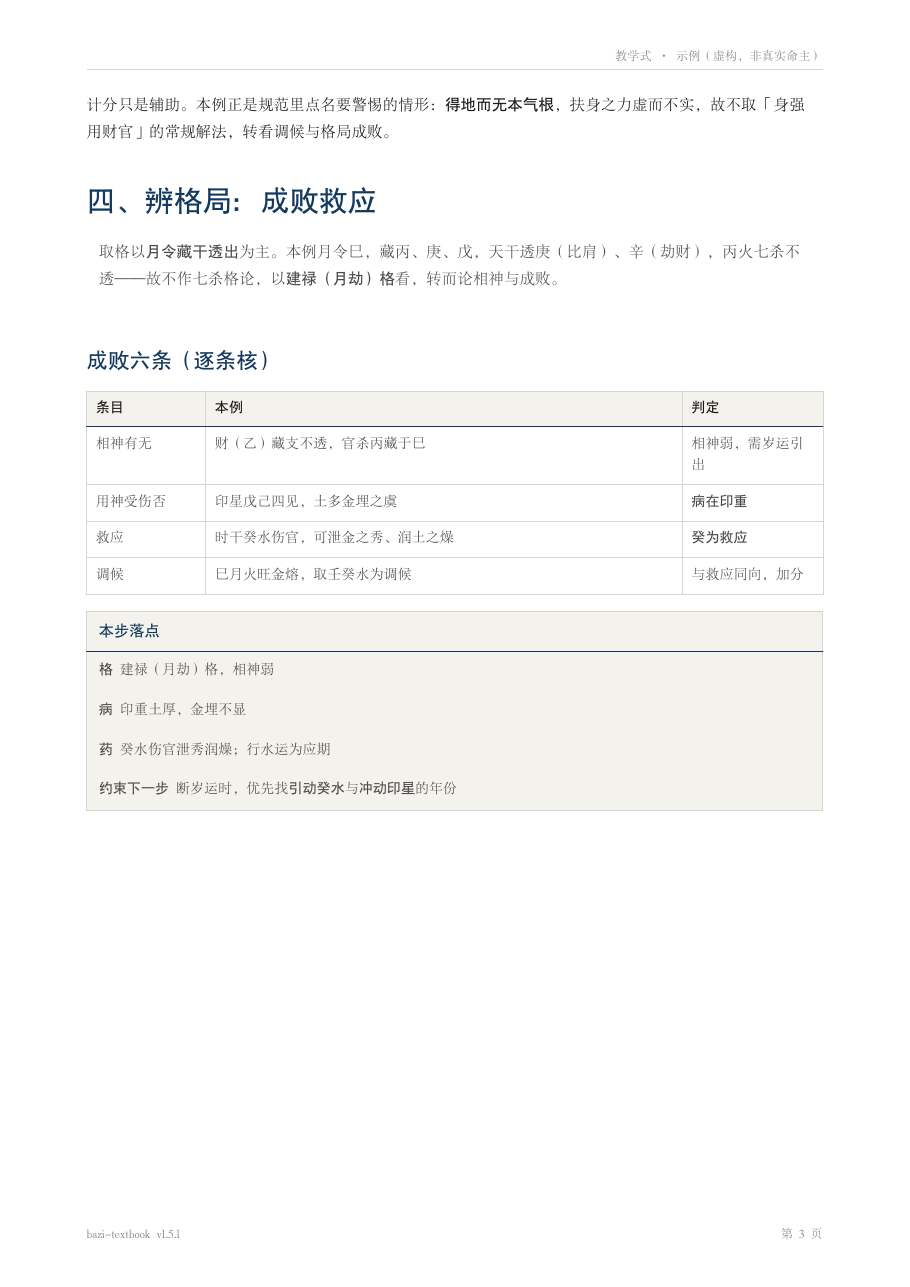 教学式 · 示例（虚构，非真实命主）
计分只是辅助。本例正是规范里点名要警惕的情形：得地而无本气根，扶身之力虚而不实，故不取「身强
用财官」的常规解法，转看调候与格局成败。
四、辨格局：成败救应
取格以月令藏干透出为主。本例月令巳，藏丙、庚、戊，天干透庚（比肩）、辛（劫财），丙火七杀不
透——故不作七杀格论，以建禄（月劫）格看，转而论相神与成败。
成败六条（逐条核）
条目 本例 判定
相神有无 财（乙）藏支不透，官杀丙藏于巳 相神弱，需岁运引
出
用神受伤否 印星戊己四见，土多金埋之虞 病在印重
救应 时干癸水伤官，可泄金之秀、润土之燥 癸为救应
调候 巳月火旺金熔，取壬癸水为调候 与救应同向，加分
本步落点
格 建禄（月劫）格，相神弱
病 印重土厚，金埋不显
药 癸水伤官泄秀润燥；行水运为应期
约束下一步 断岁运时，优先找引动癸水与冲动印星的年份
bazi-textbook v1.5.1 第 3 页